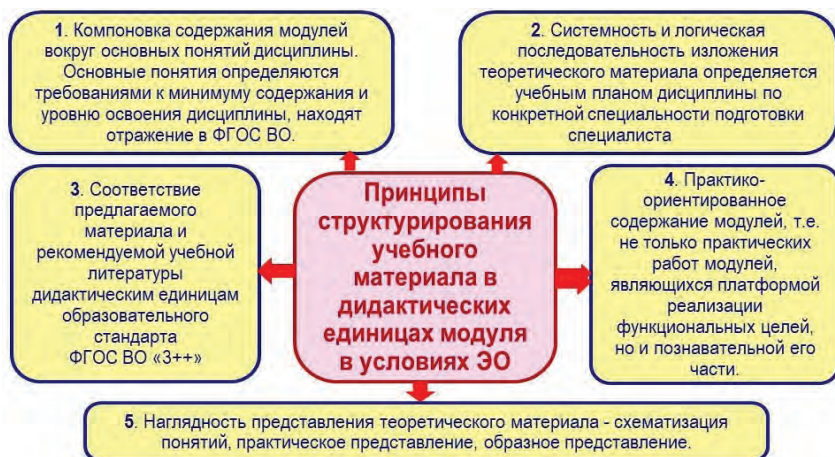 1. Компоновка содержания модулей
вокруг основных понятий дисциплины.
Основные понятия определяются
требованиями к минимуму содержания и
уровню освоения дисциплины, находят
отражение в ФГОС ВО.
2. Системность и логическая
последовательность изложения
теоретического материала определяется
учебным планом дисциплины по
конкретной специальности подготовки
специалиста
3. Соответствие
предлагаемого
материала и
рекомендуемой учебной
литературы
дидактическим единицам
образовательного
стандарта
ФГОС ВО «3++»
Принципы
структурирования
учебного
материала в
дидактических
единицах модуля
в условиях ЭО
4. Практико-
ориентированное
содержание модулей, т.е.
не только практических
работ модулей,
являющихся платформой
реализации
функциональных целей,
но и познавательной его
части.
5. Наглядность представления теоретического материала - схематизация
понятий, практическое представление, образное представление.